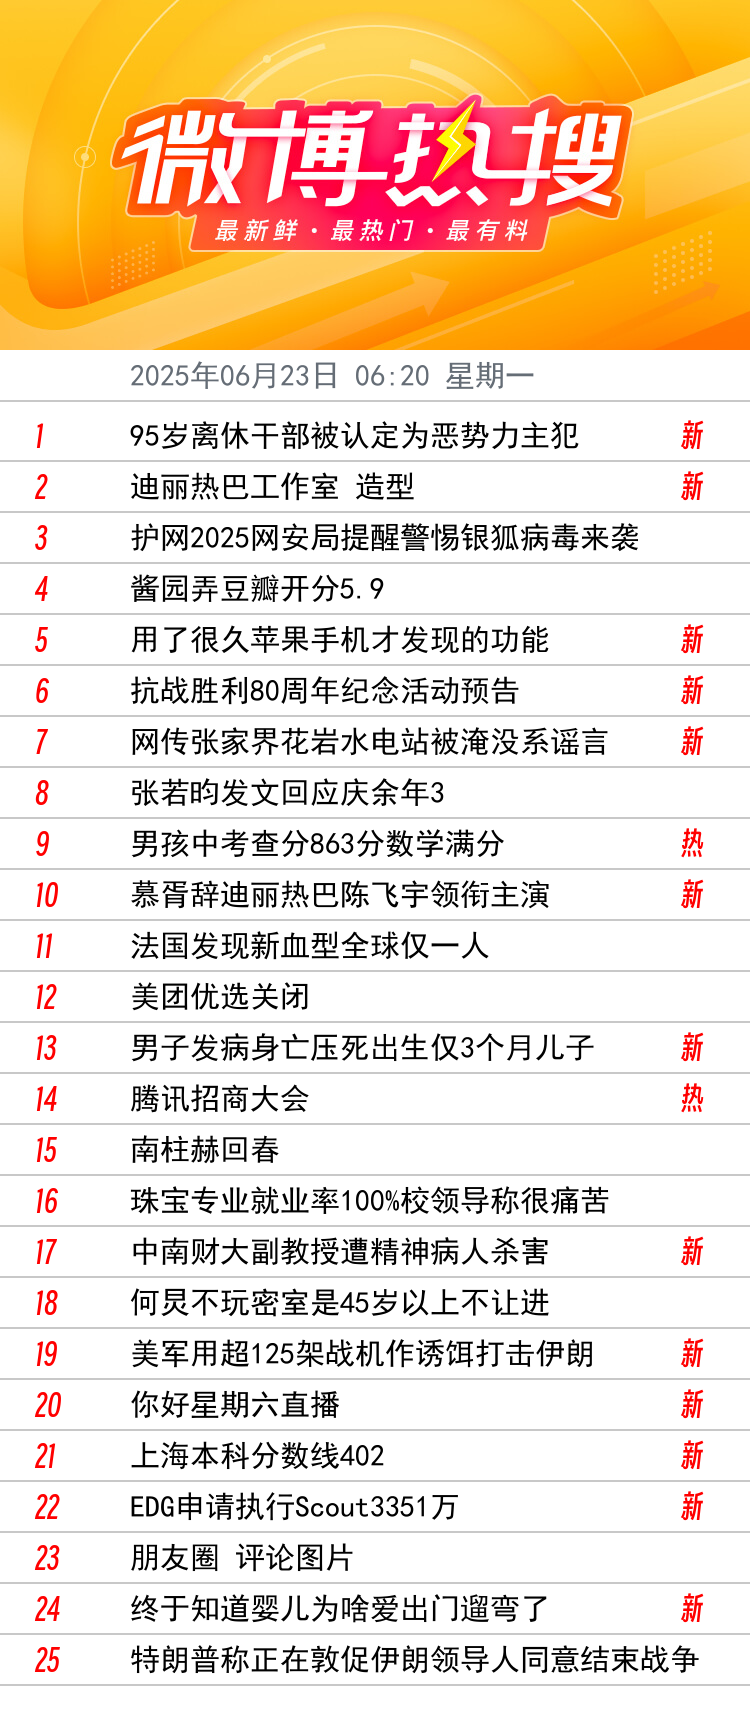 微博热搜
最新鲜·最热门·最有料
2025年06月23日 06:20 星期一
1 95岁离休干部被认定为恶势力主犯 新
2 迪丽热巴工作室 造型 新
3 护网2025网安局提醒警惕银狐病毒来袭
4 酱园弄豆瓣开分5.9
5 用了很久苹果手机才发现的功能 新
6 抗战胜利80周年纪念活动预告 新
7 网传张家界花岩水电站被淹没系谣言 新
8 张若昀发文回应庆余年3
9 男孩中考查分863分数学满分 热
10 慕胥辞迪丽热巴陈飞宇领衔主演 新
11 法国发现新血型全球仅一人
12 美团优选关闭
13 男子发病身亡压死出生仅3个月儿子 新
14 腾讯招商大会 热
15 南柱赫回春
16 珠宝专业就业率100%校领导称很痛苦
17 中南财大副教授遭精神病人杀害 新
18 何炅不玩密室是45岁以上不让进
19 美军用超125架战机作诱饵打击伊朗 新
20 你好星期六直播 新
21 上海本科分数线402 新
22 EDG申请执行Scout3351万 新
23 朋友圈 评论图片
24 终于知道婴儿为啥爱出门遛弯了 新
25 特朗普称正在敦促伊朗领导人同意结束战争